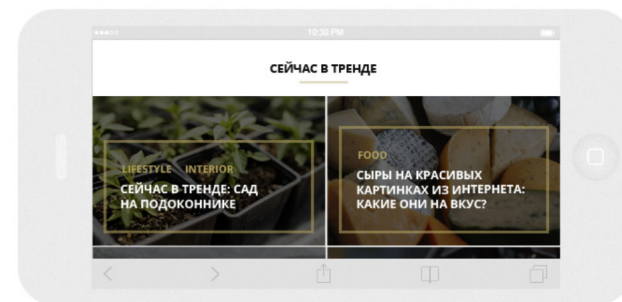 10:30 PM
СЕЙЧАС В ТРЕНДЕ
LIFESTYLE INTERIOR
СЕЙЧАС В ТРЕНДЕ: САД
НА ПОДОКОННИКЕ
FOOD
СЫРЫ НА КРАСИВЫХ
КАРТИНКАХ ИЗ ИНТЕРНЕТА:
КАКИЕ ОНИ НА ВКУС?